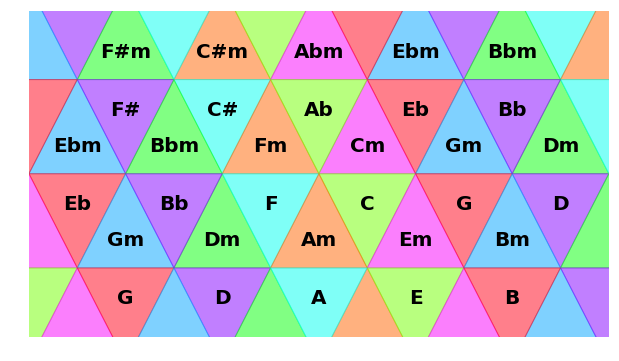 F#m C#m Abm Ebm Bbm
F# C# Ab Eb Bb
Ebm Bbm Fm Cm Gm Dm
Eb Bb F C G D
Gm Dm Am Em Bm
G D A E B